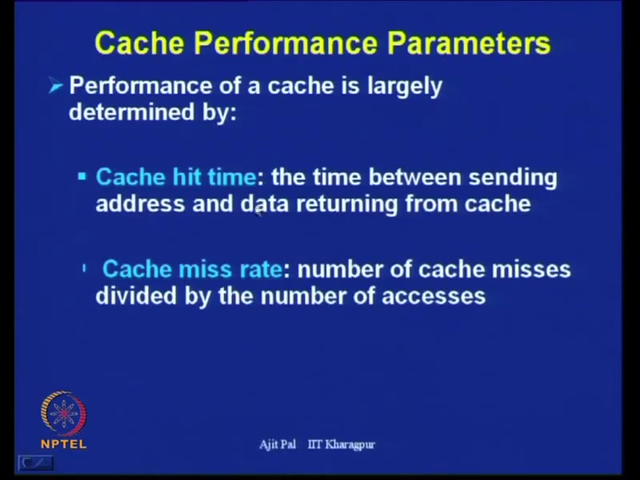 Cache Performance Parameters
Performance of a cache is largely
determined by:
Cache hit time: the time between sending
address and data returning from cache
Cache miss rate: number of cache misses
divided by the number of accesses
NPTEL
Ajit Pal IIT Kharagpur